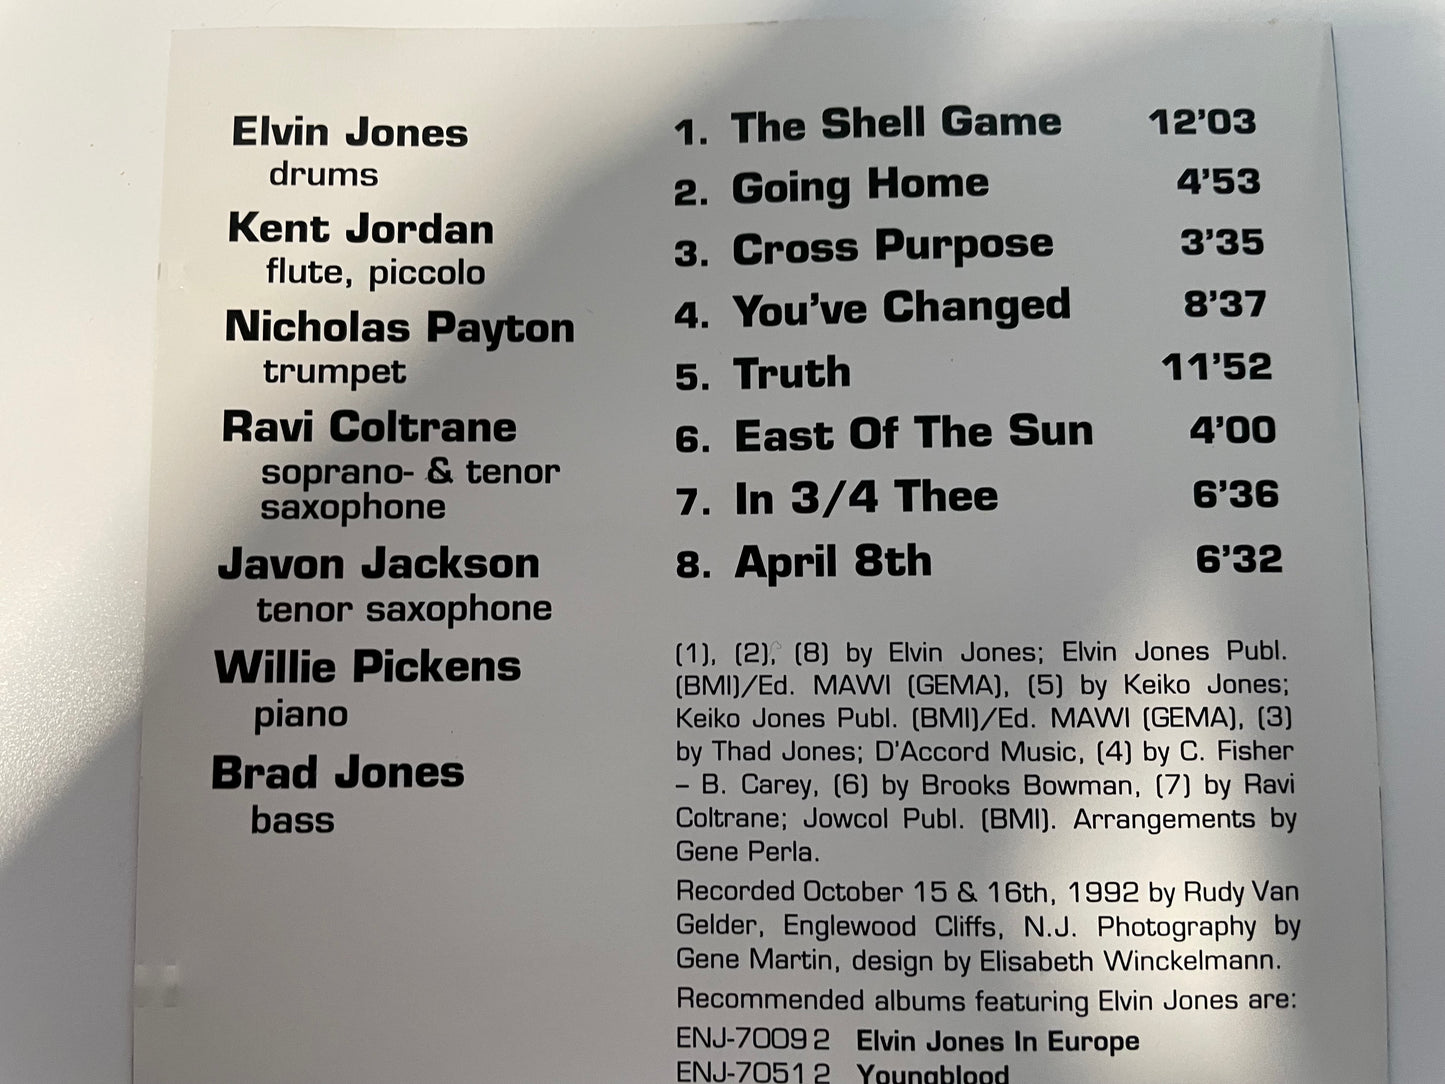 Elvin Jones
drums
Kent Jordan
flute, piccolo
Nicholas Payton
trumpet
Ravi Coltrane
soprano- & tenor
saxophone
Javon Jackson
tenor saxophone
Willie Pickens
piano
Brad Jones
bass
1. The Shell Game 12'03
2. Going Home 4'53
3. Cross Purpose 3'35
4. You've Changed 8'37
5. Truth 11'52
6. East Of The Sun 4'00
7. In 3/4 Thee 6'36
8. April 8th 6'32
(1), (2), (8) by Elvin Jones; Elvin Jones Publ.
(BMI)/Ed. MAWI (GEMA), (5) by Keiko Jones;
Keiko Jones Publ. (BMI)/Ed. MAWI (GEMA), (3)
by Thad Jones; D'Accord Music, (4) by C. Fisher
– B. Carey, (6) by Brooks Bowman, (7) by Ravi
Coltrane; Jowcol Publ. (BMI). Arrangements by
Gene Perla.
Recorded October 15 & 16th, 1992 by Rudy Van
Gelder, Englewood Cliffs, N.J. Photography by
Gene Martin, design by Elisabeth Winckelmann.
Recommended albums featuring Elvin Jones are:
ENJ-7009 2 Elvin Jones In Europe
ENJ-7051 2 Youngblood